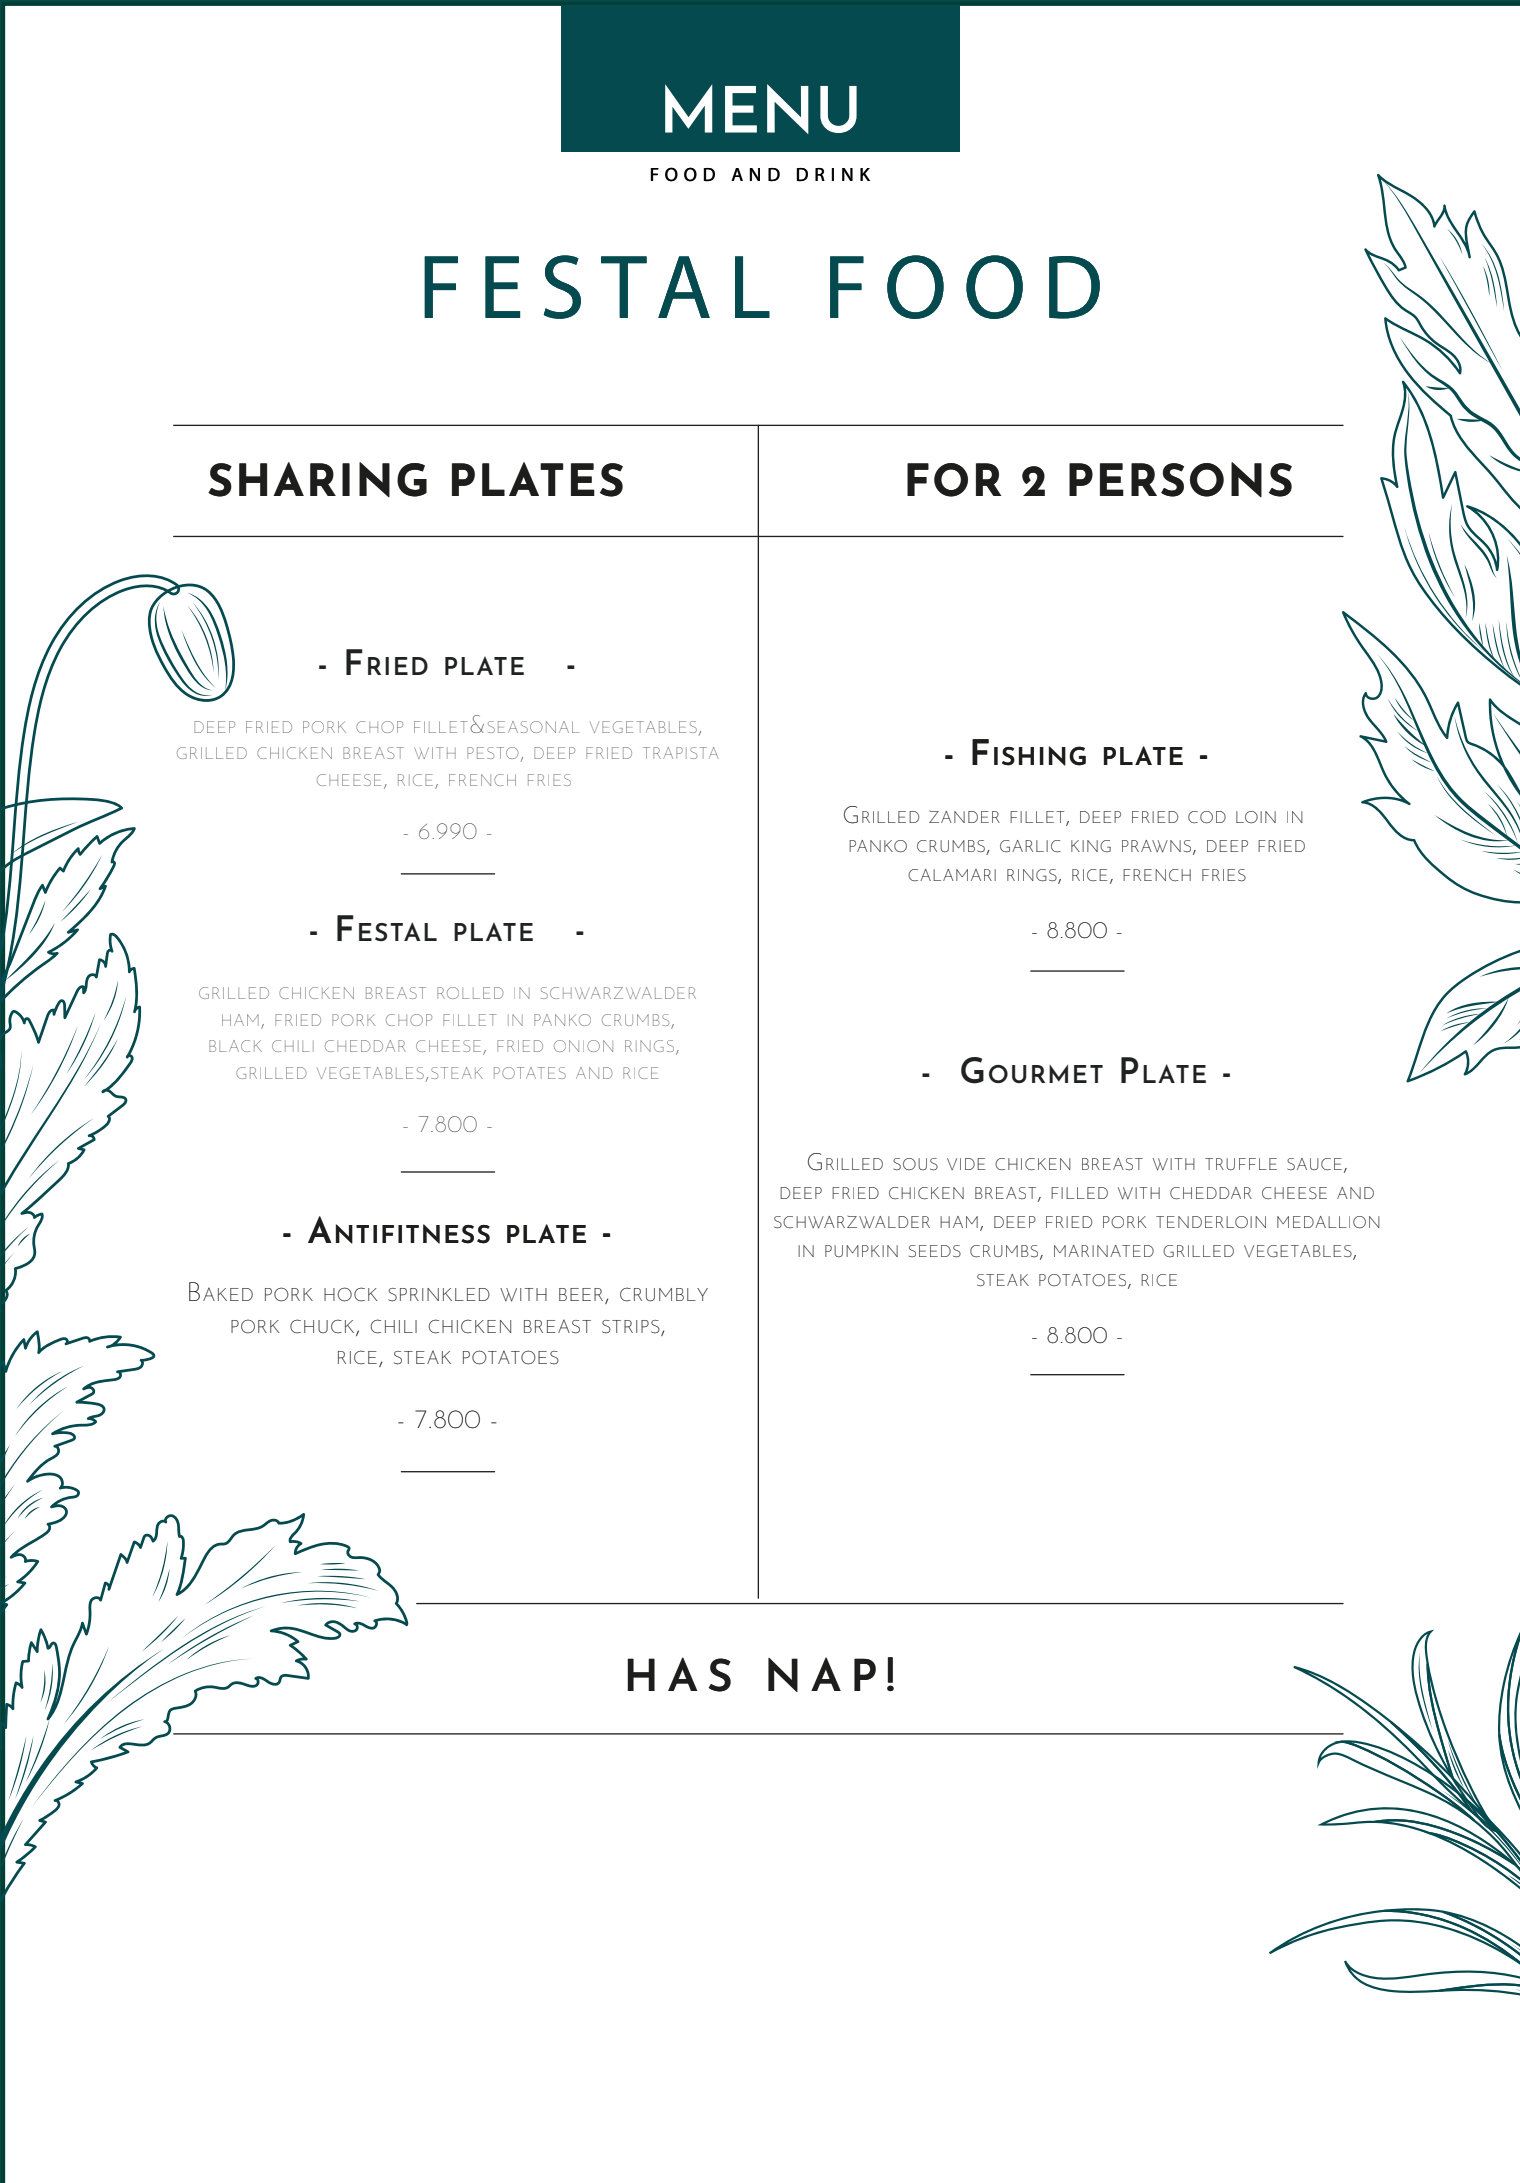 MENU
FOOD AND DRINK
FESTAL FOOD
SHARING PLATES
FOR 2 PERSONS
- Fried plate -
deep fried pork chop fillet&seasonal vegetables,
grilled chicken breast with pesto, deep fried trapista
cheese, rice, french fries
- 6.990 -
- Festal plate -
grilled chicken breast rolled in schwarzwalder
ham, fried pork chop fillet in panko crumbs,
black chili cheddar cheese, fried onion rings,
grilled vegetables,steak potates and rice
- 7.800 -
- Antifitness plate -
Baked pork hock sprinkled with beer, crumbly
pork chuck, chili chicken breast strips,
rice, steak potatoes
- 7.800 -
- Fishing plate -
Grilled zander fillet, deep fried cod loin in
panko crumbs, garlic king prawns, deep fried
calamari rings, rice, french fries
- 8.800 -
- Gourmet Plate -
Grilled sous vide chicken breast with truffle sauce,
deep fried chicken breast, filled with cheddar cheese and
schwarzwalder ham, deep fried pork tenderloin medallion
in pumpkin seeds crumbs, marinated grilled vegetables,
steak potatoes, rice
- 8.800 -
HAS NAP!